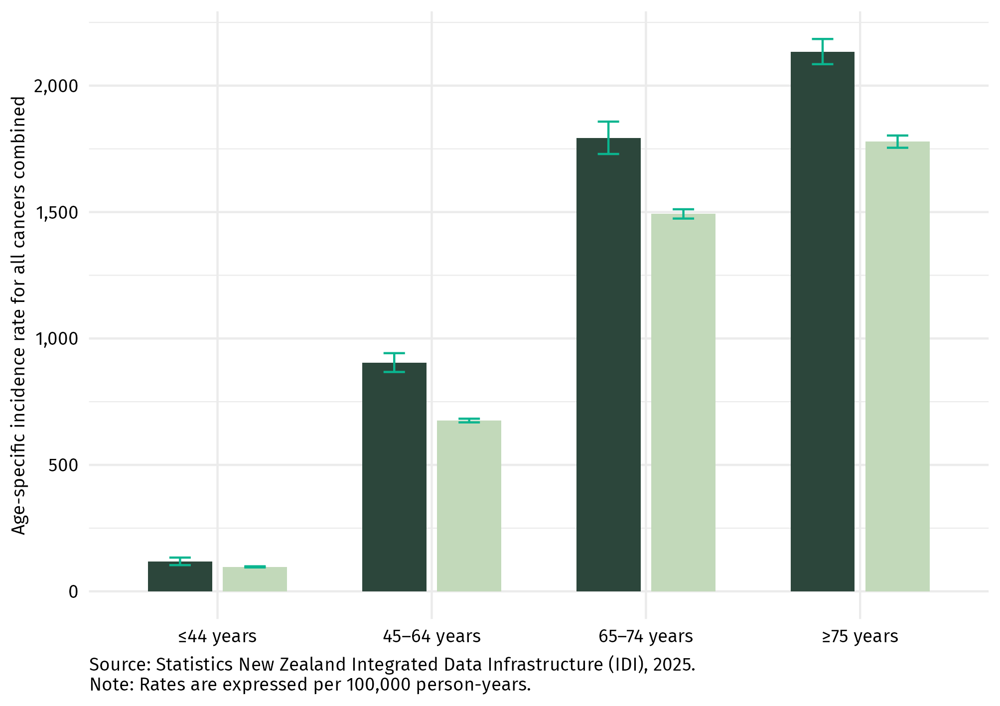 Age-specific incidence rate for all cancers combined
2,000
1,500
1,000
500
0
≤44 years
45–64 years
65–74 years
≥75 years
Source: Statistics New Zealand Integrated Data Infrastructure (IDI), 2025.
Note: Rates are expressed per 100,000 person-years.